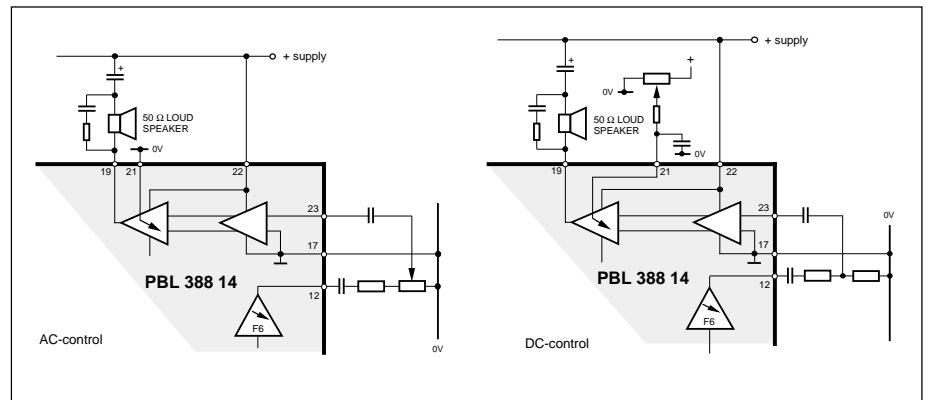 + supply
+
50 Ω LOUD
SPEAKER
0V
19
21
22
23
17
PBL 388 14
12
F6
AC-control
0V
+ supply
+
+
0V
50 Ω LOUD
SPEAKER
0V
19
21
22
23
0V
17
PBL 388 14
12
F6
DC-control